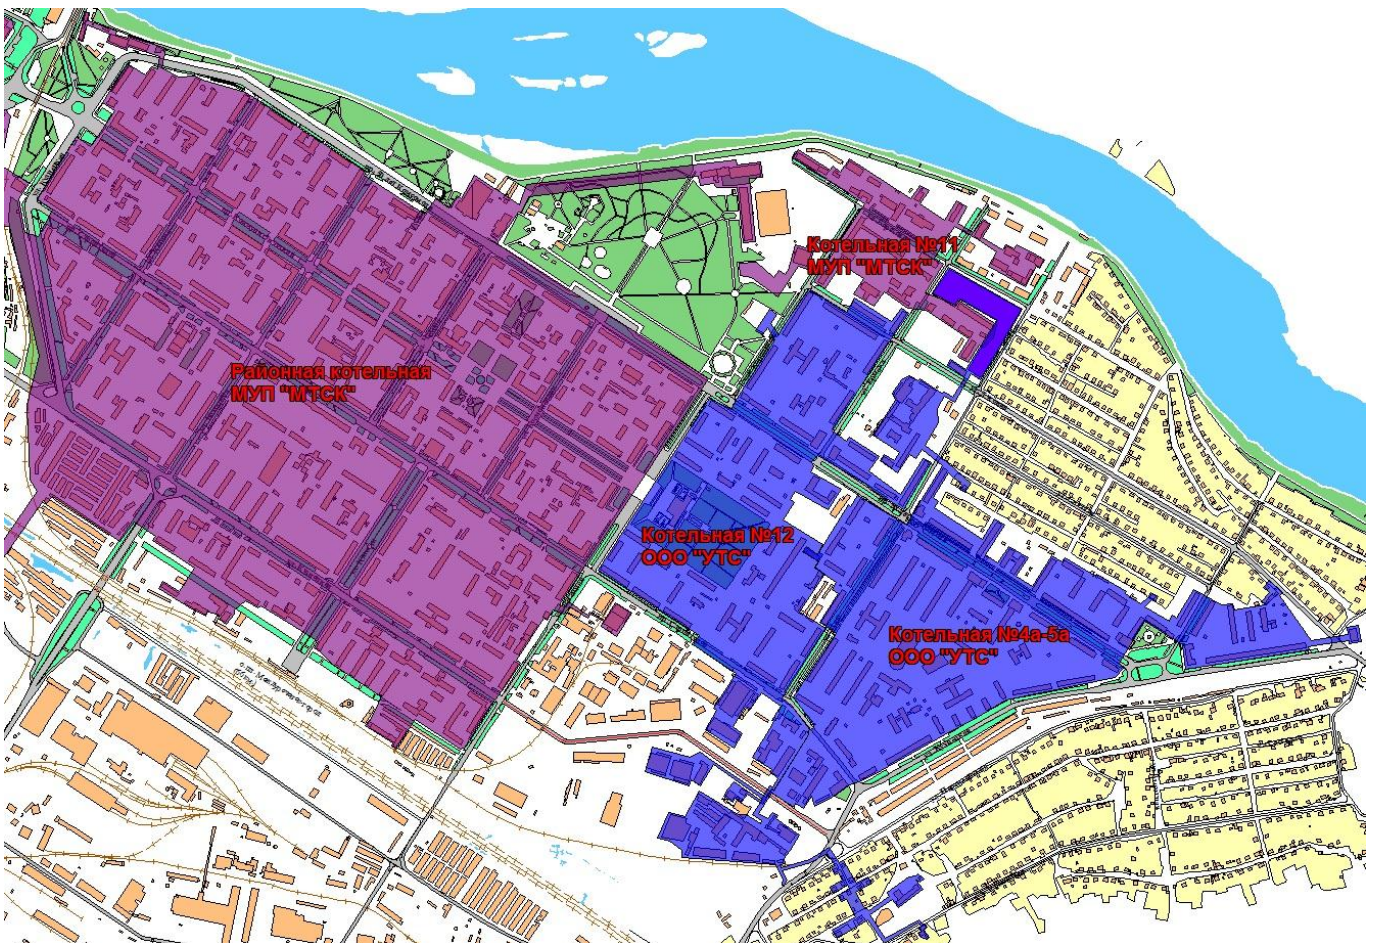 Котельная №11
МУП "МТСК"
Районная котельная
МУП "МТСК"
Котельная №12
ООО "УТС"
Котельная №4а-5а
ООО "УТС"